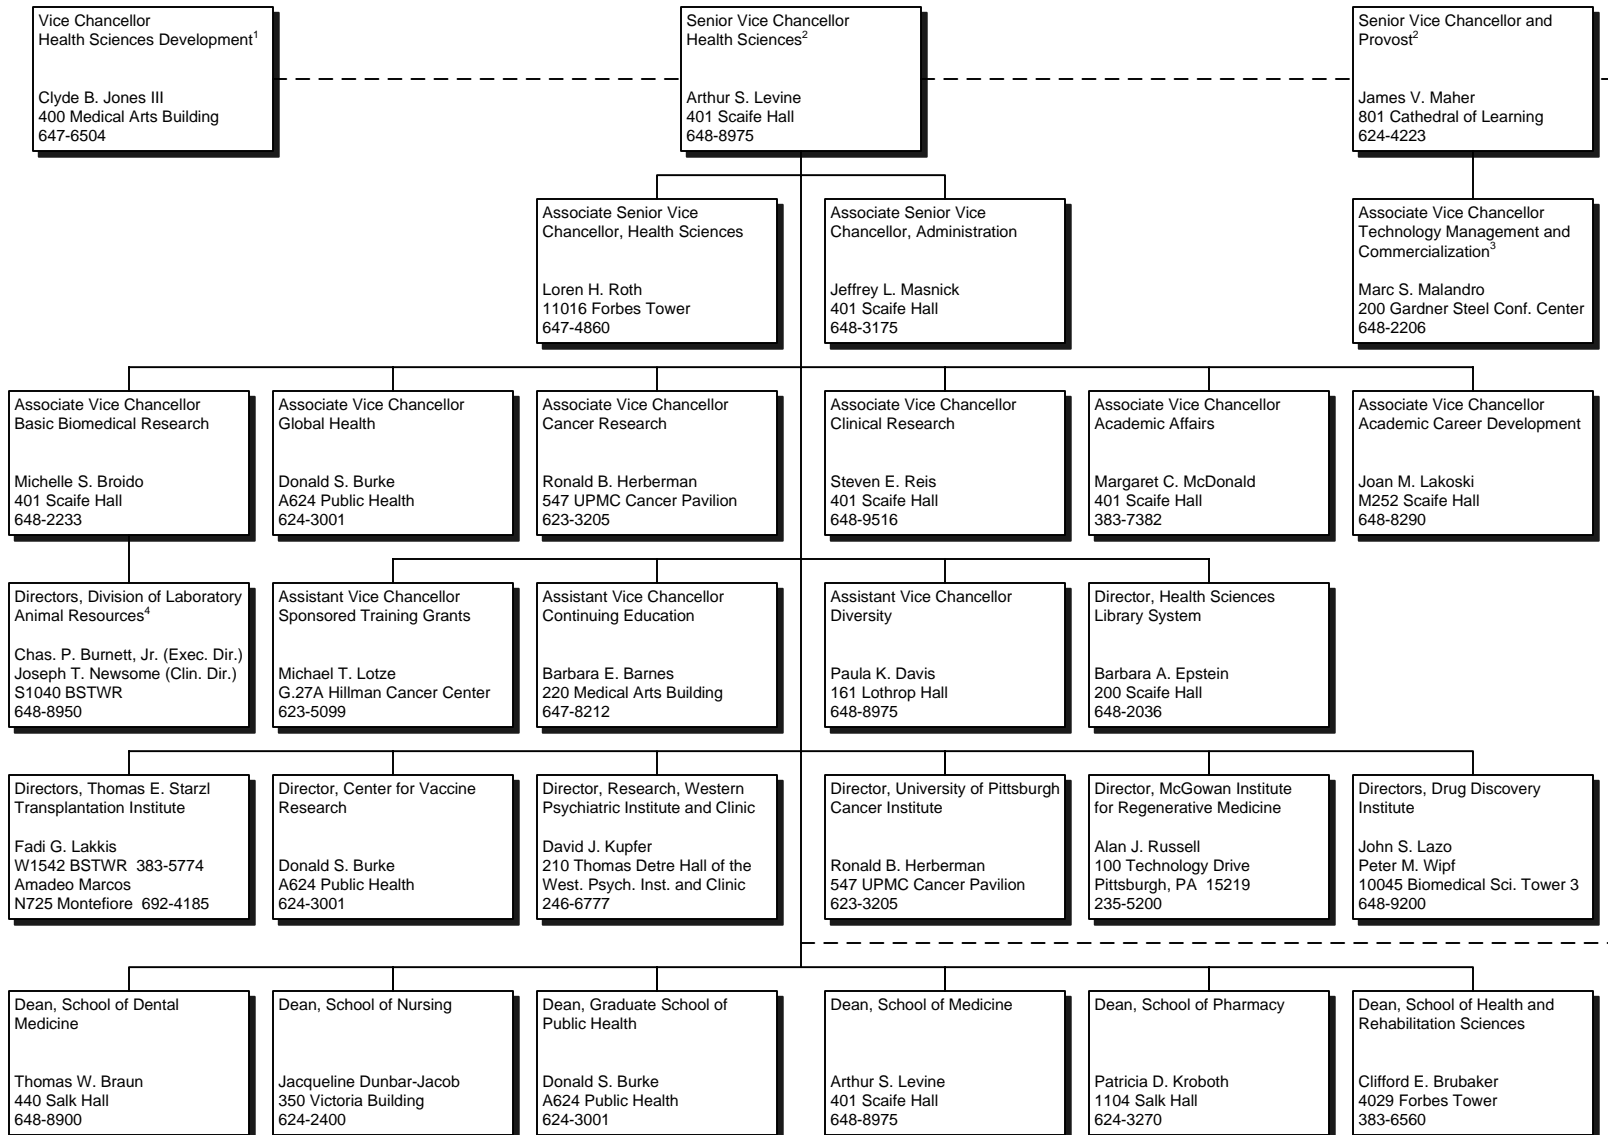 Vice Chancellor
Health Sciences Development¹
Clyde B. Jones III
400 Medical Arts Building
647-6504
Senior Vice Chancellor
Health Sciences²
Arthur S. Levine
401 Scaife Hall
648-8975
Senior Vice Chancellor and
Provost²
James V. Maher
801 Cathedral of Learning
624-4223
Associate Senior Vice
Chancellor, Health Sciences
Loren H. Roth
11016 Forbes Tower
647-4860
Associate Senior Vice
Chancellor, Administration
Jeffrey L. Masnick
401 Scaife Hall
648-3175
Associate Vice Chancellor
Technology Management and
Commercialization³
Marc S. Malandro
200 Gardner Steel Conf. Center
648-2206
Associate Vice Chancellor
Basic Biomedical Research
Michelle S. Broido
401 Scaife Hall
648-2233
Associate Vice Chancellor
Global Health
Donald S. Burke
A624 Public Health
624-3001
Associate Vice Chancellor
Cancer Research
Ronald B. Herberman
547 UPMC Cancer Pavilion
623-3205
Associate Vice Chancellor
Clinical Research
Steven E. Reis
401 Scaife Hall
648-9516
Associate Vice Chancellor
Academic Affairs
Margaret C. McDonald
401 Scaife Hall
383-7382
Associate Vice Chancellor
Academic Career Development
Joan M. Lakoski
M252 Scaife Hall
648-8290
Directors, Division of Laboratory
Animal Resources⁴
Chas. P. Burnett, Jr. (Exec. Dir.)
Joseph T. Newsome (Clin. Dir.)
S1040 BSTWR
648-8950
Assistant Vice Chancellor
Sponsored Training Grants
Michael T. Lotze
G.27A Hillman Cancer Center
623-5099
Assistant Vice Chancellor
Continuing Education
Barbara E. Barnes
220 Medical Arts Building
647-8212
Assistant Vice Chancellor
Diversity
Paula K. Davis
161 Lothrop Hall
648-8975
Director, Health Sciences
Library System
Barbara A. Epstein
200 Scaife Hall
648-2036
Directors, Thomas E. Starzl
Transplantation Institute
Fadi G. Lakkis
W1542 BSTWR 383-5774
Amadeo Marcos
N725 Montefiore 692-4185
Director, Center for Vaccine
Research
Donald S. Burke
A624 Public Health
624-3001
Director, Research, Western
Psychiatric Institute and Clinic
David J. Kupfer
210 Thomas Detre Hall of the
West. Psych. Inst. and Clinic
246-6777
Director, University of Pittsburgh
Cancer Institute
Ronald B. Herberman
547 UPMC Cancer Pavilion
623-3205
Director, McGowan Institute
for Regenerative Medicine
Alan J. Russell
100 Technology Drive
Pittsburgh, PA 15219
235-5200
Directors, Drug Discovery
Institute
John S. Lazo
Peter M. Wipf
10045 Biomedical Sci. Tower 3
648-9200
Dean, School of Dental
Medicine
Thomas W. Braun
440 Salk Hall
648-8900
Dean, School of Nursing
Jacqueline Dunbar-Jacob
350 Victoria Building
624-2400
Dean, Graduate School of
Public Health
Donald S. Burke
A624 Public Health
624-3001
Dean, School of Medicine
Arthur S. Levine
401 Scaife Hall
648-8975
Dean, School of Pharmacy
Patricia D. Kroboth
1104 Salk Hall
624-3270
Dean, School of Health and
Rehabilitation Sciences
Clifford E. Brubaker
4029 Forbes Tower
383-6560